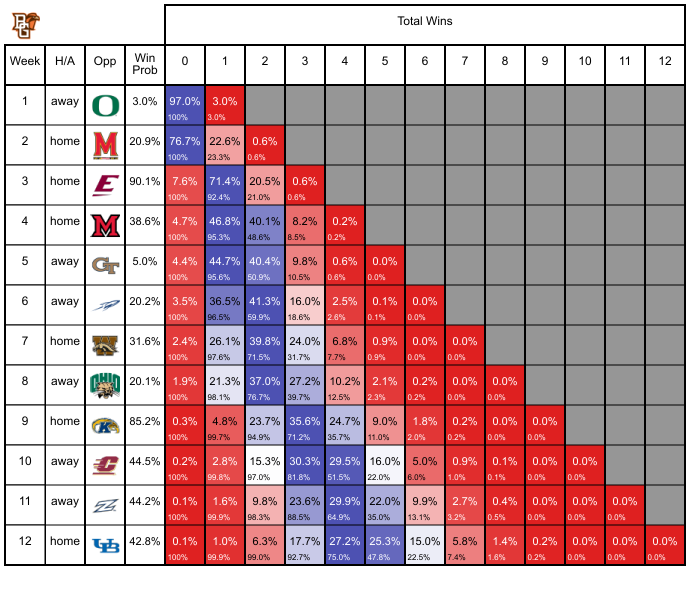 BG
Total Wins
Week H/A Opp Win Prob 0 1 2 3 4 5 6 7 8 9 10 11 12
1 away O 3.0% 97.0% 3.0%
100% 3.0%
2 home M 20.9% 76.7% 22.6% 0.6%
100% 23.3% 0.6%
3 home E 90.1% 7.6% 71.4% 20.5% 0.6%
100% 92.4% 21.0% 0.6%
4 home M 38.6% 4.7% 46.8% 40.1% 8.2% 0.2%
100% 95.3% 48.6% 8.5% 0.2%
5 away GT 5.0% 4.4% 44.7% 40.4% 9.8% 0.6% 0.0%
100% 95.6% 50.9% 10.5% 0.6% 0.0%
6 away 20.2% 3.5% 36.5% 41.3% 16.0% 2.5% 0.1% 0.0%
100% 96.5% 59.9% 18.6% 2.6% 0.1% 0.0%
7 home W 31.6% 2.4% 26.1% 39.8% 24.0% 6.8% 0.9% 0.0% 0.0%
100% 97.6% 71.5% 31.7% 7.7% 0.9% 0.0% 0.0%
8 away OHIO 20.1% 1.9% 21.3% 37.0% 27.2% 10.2% 2.1% 0.2% 0.0% 0.0%
100% 98.1% 76.7% 39.7% 12.5% 2.3% 0.2% 0.0% 0.0%
9 home K 85.2% 0.3% 4.8% 23.7% 35.6% 24.7% 9.0% 1.8% 0.2% 0.0% 0.0%
100% 99.7% 94.9% 71.2% 35.7% 11.0% 2.0% 0.2% 0.0% 0.0%
10 away C 44.5% 0.2% 2.8% 15.3% 30.3% 29.5% 16.0% 5.0% 0.9% 0.1% 0.0% 0.0%
100% 99.8% 97.0% 81.8% 51.5% 22.0% 6.0% 1.0% 0.1% 0.0% 0.0%
11 away E 44.2% 0.1% 1.6% 9.8% 23.6% 29.9% 22.0% 9.9% 2.7% 0.4% 0.0% 0.0% 0.0%
100% 99.9% 98.3% 88.5% 64.9% 35.0% 13.1% 3.2% 0.5% 0.0% 0.0% 0.0%
12 home UB 42.8% 0.1% 1.0% 6.3% 17.7% 27.2% 25.3% 15.0% 5.8% 1.4% 0.2% 0.0% 0.0% 0.0%
100% 99.9% 99.0% 92.7% 75.0% 47.8% 22.5% 7.4% 1.6% 0.2% 0.0% 0.0% 0.0%